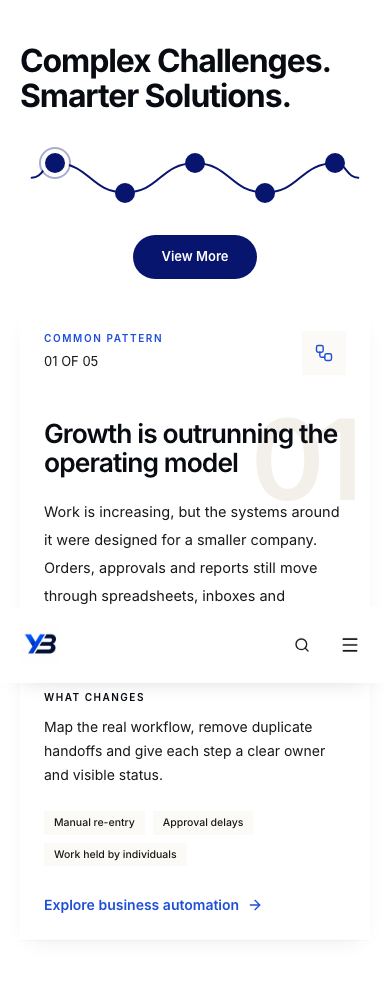 Complex Challenges.
Smarter Solutions.
View More
COMMON PATTERN
01 OF 05
01
Growth is outrunning the
operating model
Work is increasing, but the systems around
it were designed for a smaller company.
Orders, approvals and reports still move
through spreadsheets, inboxes and
YB
WHAT CHANGES
Map the real workflow, remove duplicate
handoffs and give each step a clear owner
and visible status.
Manual re-entry
Approval delays
Work held by individuals
Explore business automation